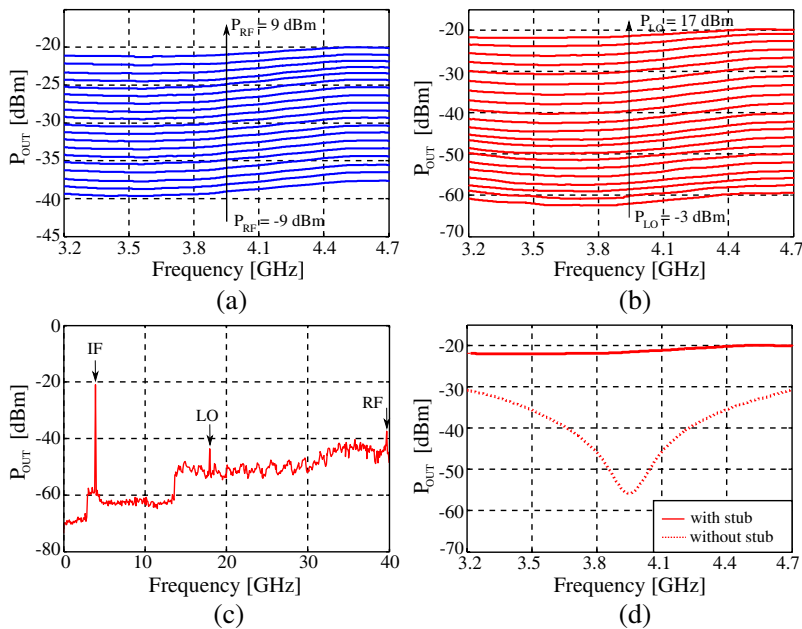 P_RF = 9 dBm
-20
-25
-30
-35
-40
-45
P_OUT [dBm]
P_RF = -9 dBm
3.2 3.5 3.8 4.1 4.4 4.7
Frequency [GHz]
(a)
P_LO = 17 dBm
-20
-30
-40
-50
-60
-70
P_OUT [dBm]
P_LO = -3 dBm
3.2 3.5 3.8 4.1 4.4 4.7
Frequency [GHz]
(b)
0
-20
-40
-60
-80
P_OUT [dBm]
IF
LO
RF
0 10 20 30 40
Frequency [GHz]
(c)
-20
-30
-40
-50
-60
-70
P_OUT [dBm]
with stub
without stub
3.2 3.5 3.8 4.1 4.4 4.7
Frequency [GHz]
(d)